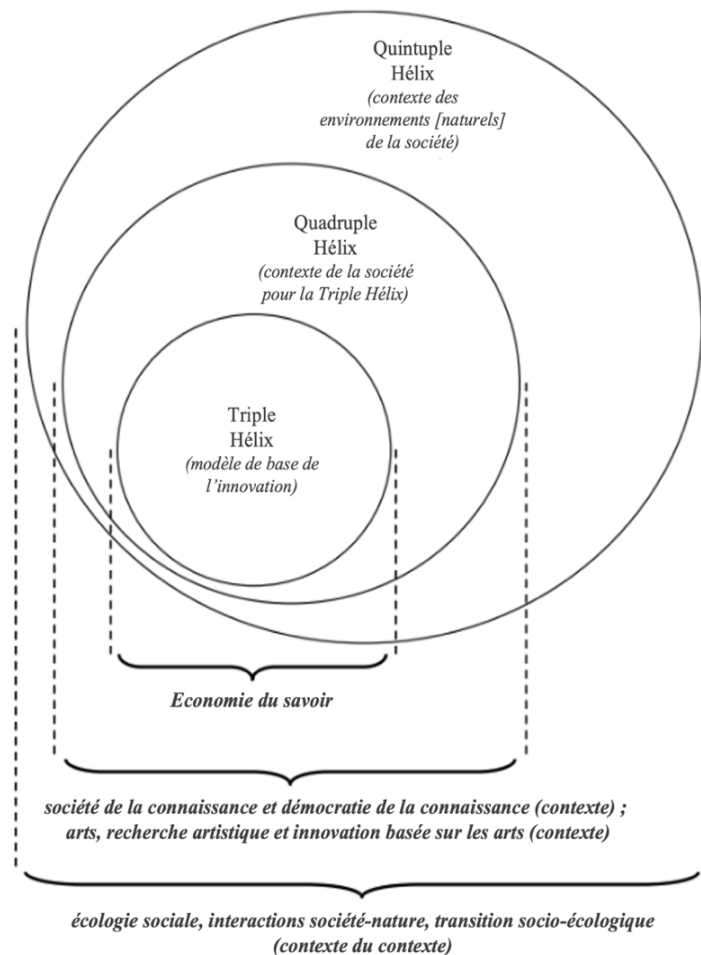 Quintuple
Hélix
(contexte des
environnements [naturels]
de la société)
Quadruple
Hélix
(contexte de la société
pour la Triple Hélix)
Triple
Hélix
(modèle de base de
l’innovation)
Economie du savoir
société de la connaissance et démocratie de la connaissance (contexte) ;
arts, recherche artistique et innovation basée sur les arts (contexte)
écologie sociale, interactions société-nature, transition socio-écologique
(contexte du contexte)